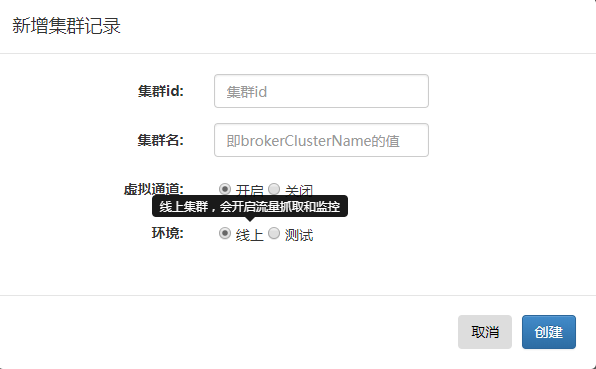 新增集群记录
集群id: 集群id
集群名: 即brokerClusterName的值
虚拟通道: 开启 关闭
线上集群，会开启流量抓取和监控
环境: 线上 测试
取消 创建